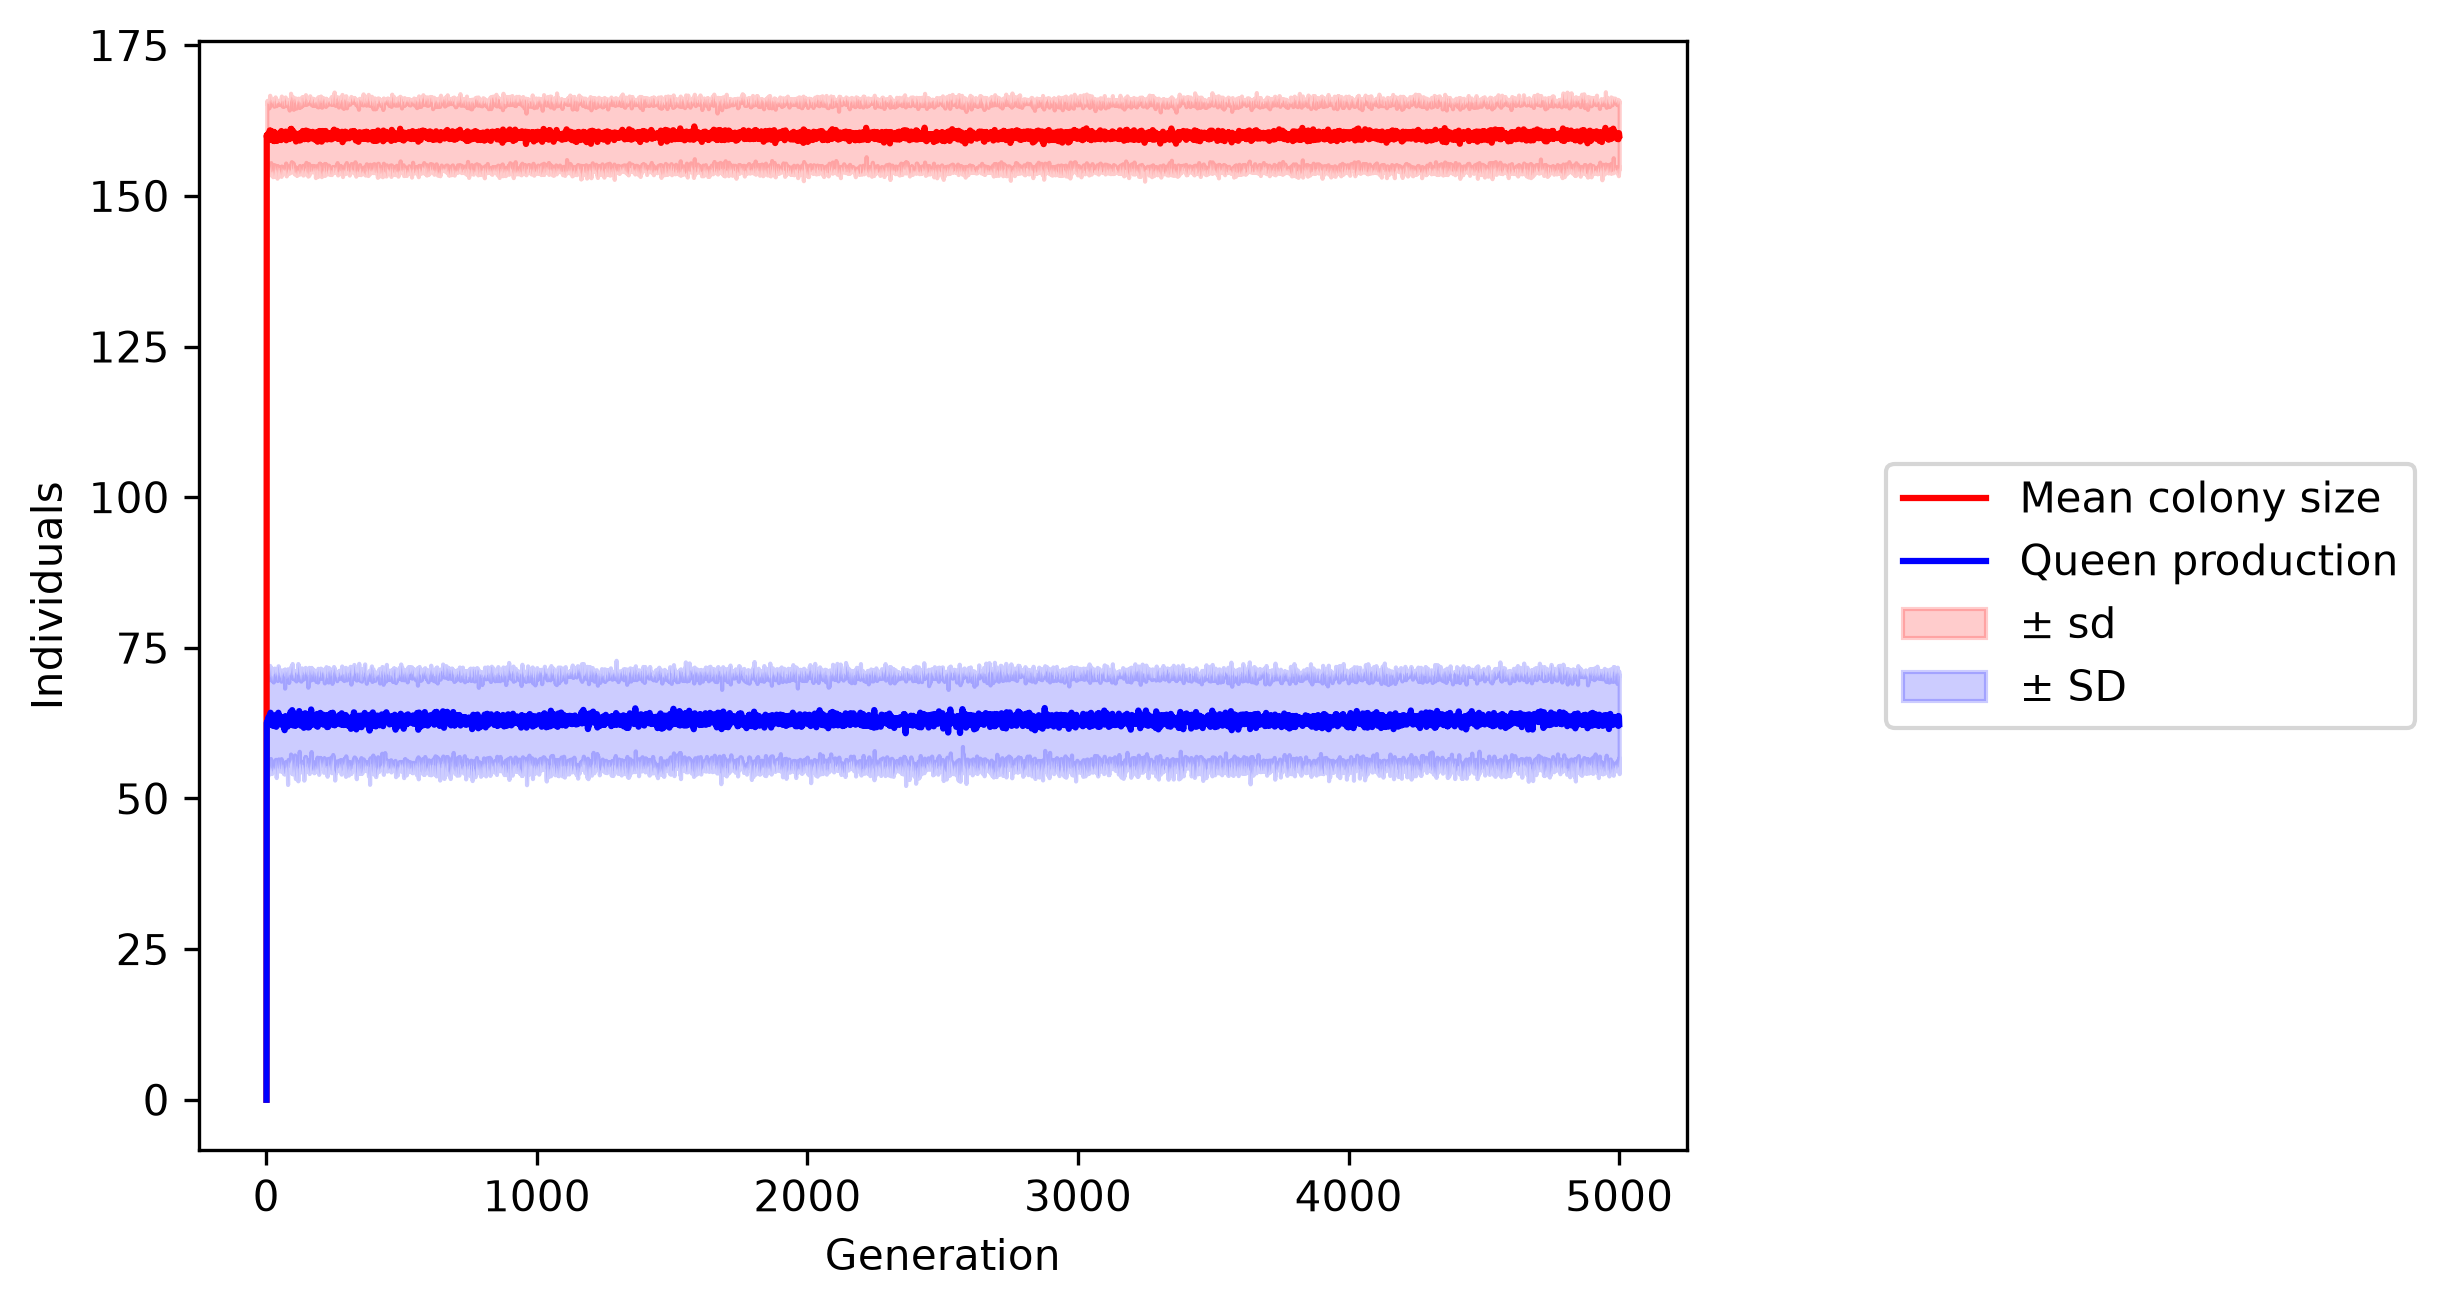 175
150
125
100
75
50
25
0
Individuals
0 1000 2000 3000 4000 5000
Generation
Mean colony size
Queen production
± sd
± SD